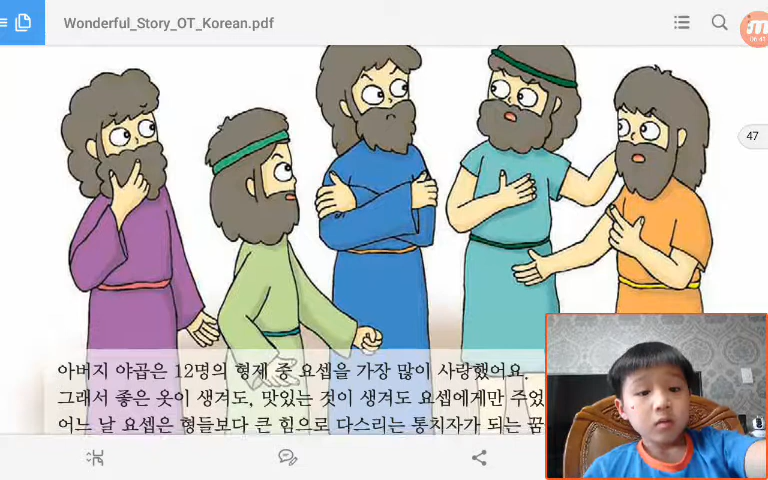 Wonderful_Story_OT_Korean.pdf
47
아버지 야곱은 12명의 형제 중 요셉을 가장 많이 사랑했어요.
그래서 좋은 옷이 생겨도, 맛있는 것이 생겨도 요셉에게만 주었
어느 날 요셉은 형들보다 큰 힘으로 다스리는 통치자가 되는 꿈